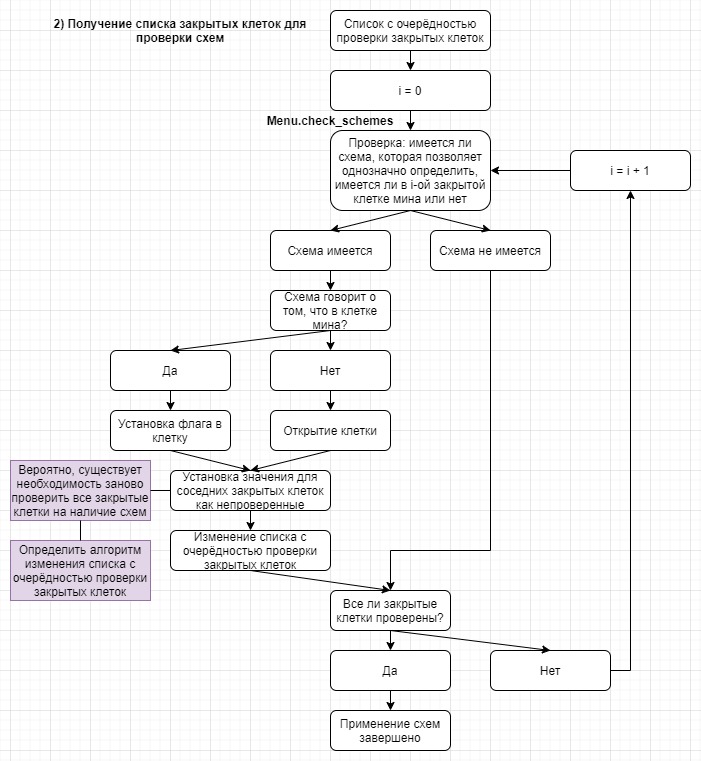 2) Получение списка закрытых клеток для
проверки схем
Список с очерёдностью
проверки закрытых клеток
i = 0
Menu.check_schemes
Проверка: имеется ли
схема, которая позволяет
однозначно определить,
имеется ли в i-ой закрытой
клетке мина или нет
i = i + 1
Схема имеется
Схема не имеется
Схема говорит о
том, что в клетке
мина?
Да
Нет
Установка флага в
клетку
Открытие клетки
Вероятно, существует
необходимость заново
проверить все закрытые
клетки на наличие схем
Установка значения для
соседних закрытых клеток
как непроверенные
Определить алгоритм
изменения списка с
очерёдностью проверки
закрытых клеток
Изменение списка с
очерёдностью проверки
закрытых клеток
Все ли закрытые
клетки проверены?
Да
Нет
Применение схем
завершено